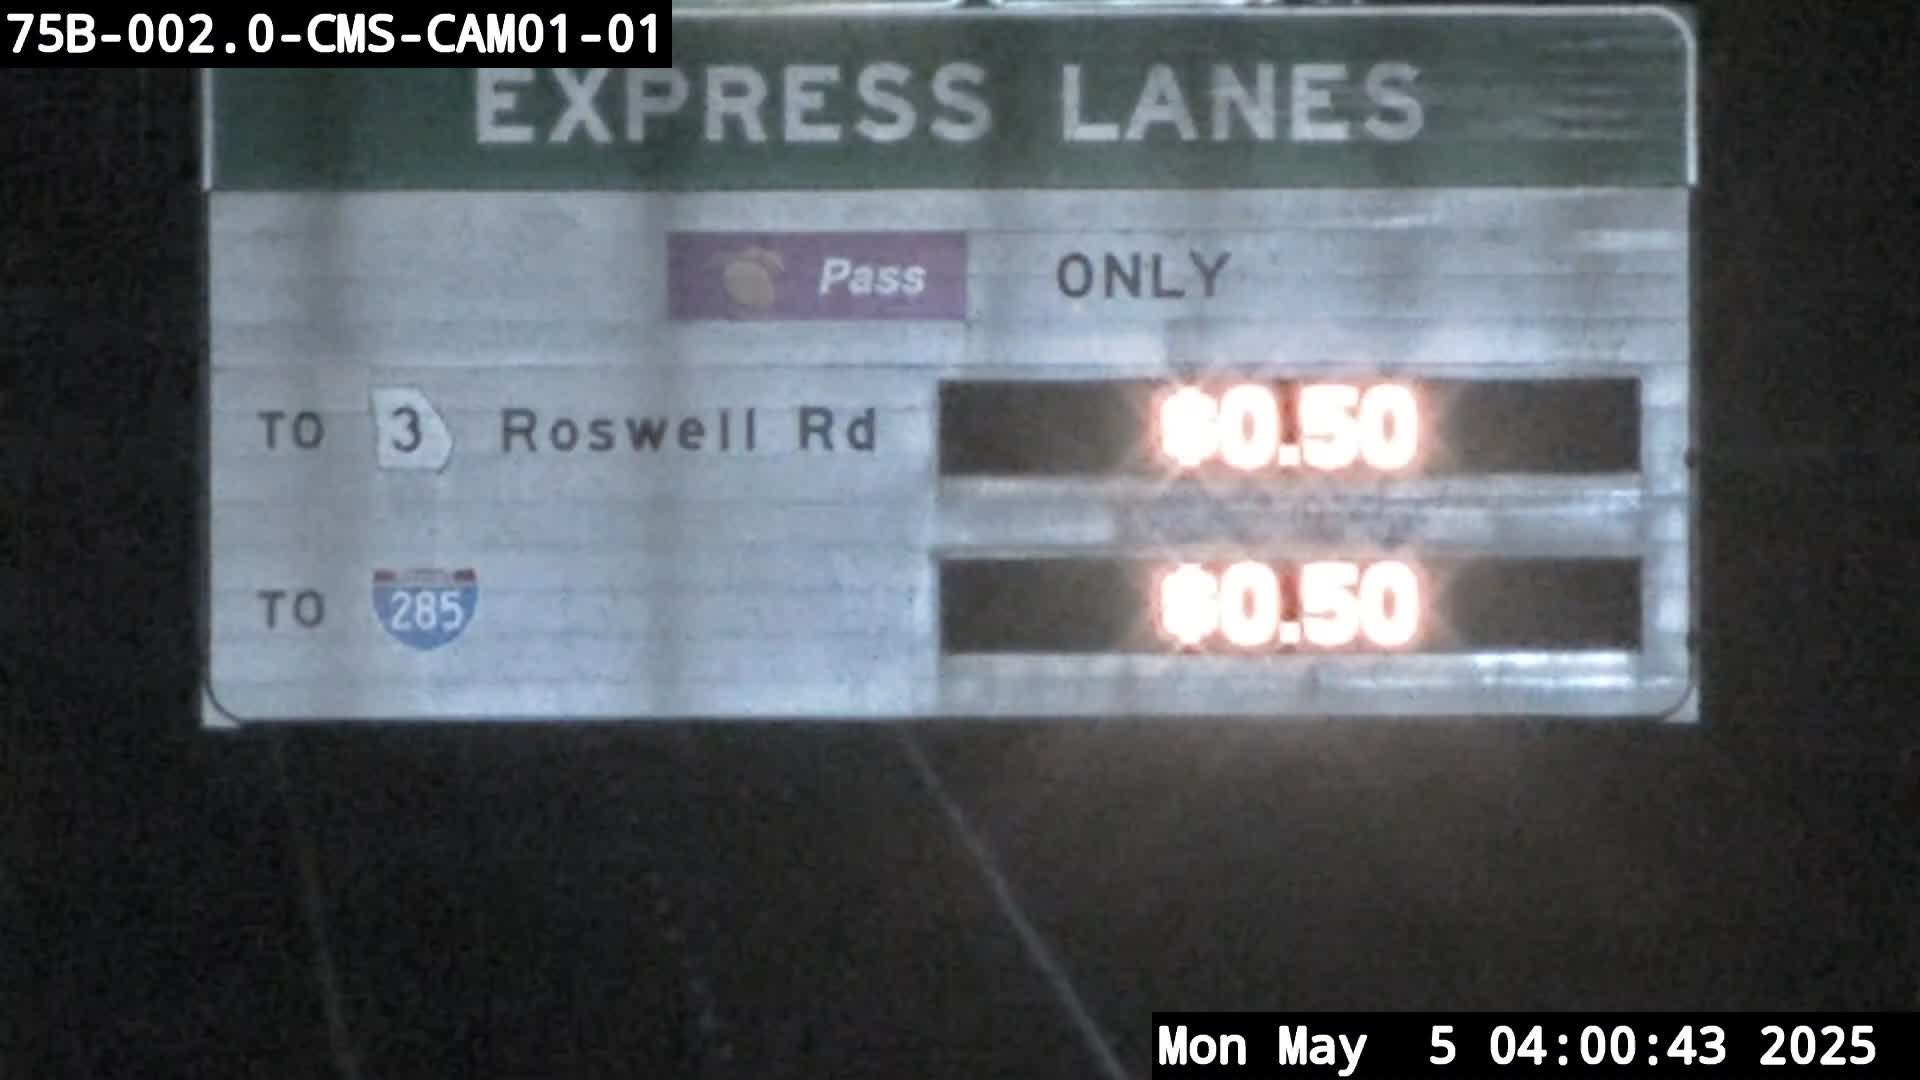 75B-002.0-CMS-CAM01-01
EXPRESS LANES
Pass ONLY
TO 3 Roswell Rd $0.50
TO 285 $0.50
Mon May 5 04:00:43 2025